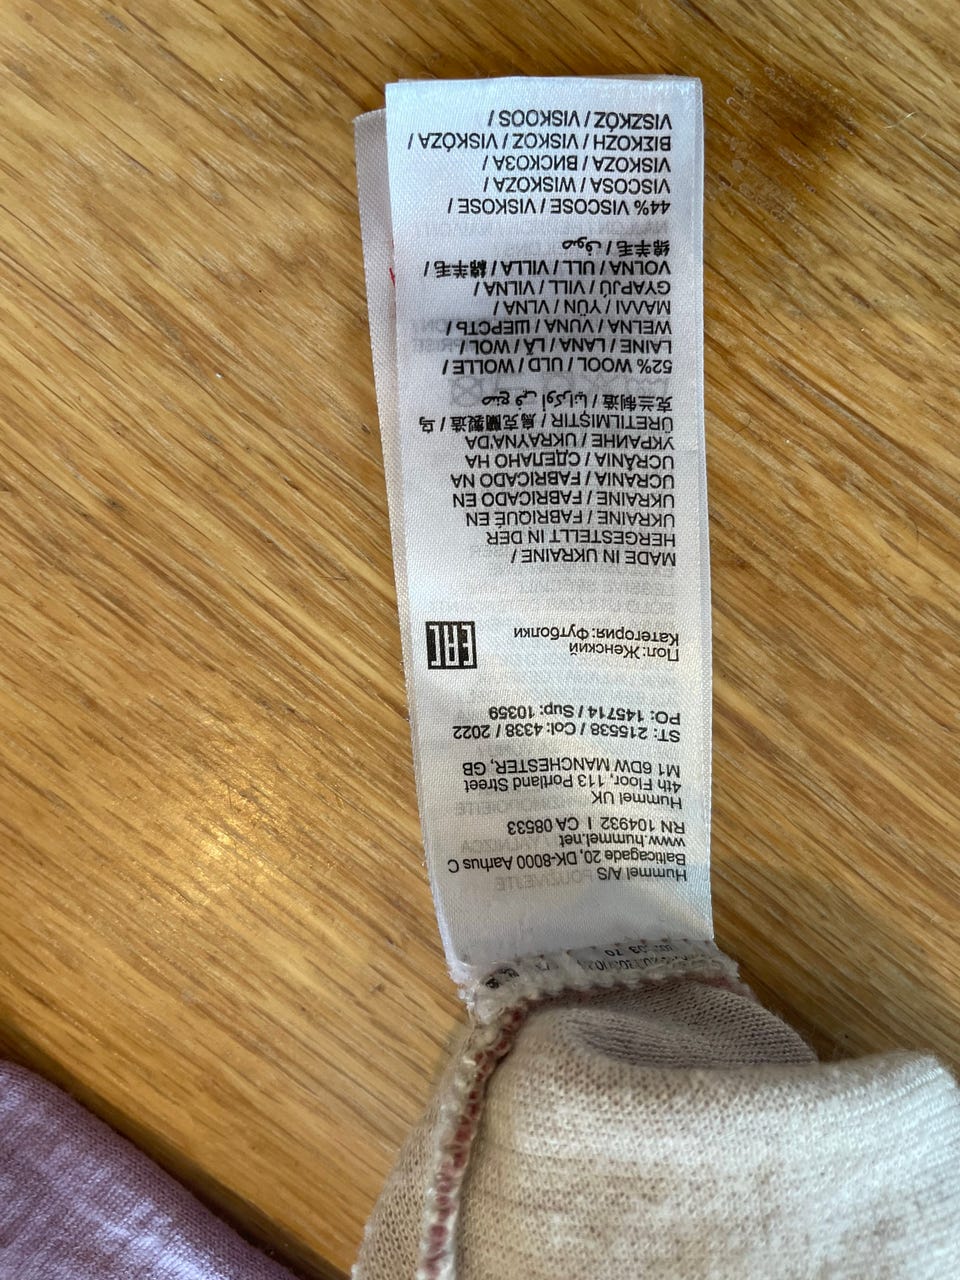 Hummel A/S
Balticagade 20, DK-8000 Aarhus C
www.hummel.net
RN 104932 I CA 08533
Hummel UK
4th Floor, 113 Portland Street
M1 6DW MANCHESTER, GB
ST: 215538 / Col: 4338 / 2022
PO: 145714 / Sup: 10359
Пол: Женский
Категория: Футболки
EAC
MADE IN UKRAINE /
HERGESTELLT IN DER
UKRAINE / FABRIQUÉ EN
UKRAINE / FABRICADO EN
UCRANIA / FABRICADO NA
UCRÂNIA / СДЕЛАНО НА
УКРАИНЕ / UKRAYNA'DA
ÜRETILMIŞTIR / 烏克蘭製造 / 乌
克兰制造 / صنع في أوكرانيا
52% WOOL / ULD / WOLLE /
LAINE / LANA / LÃ / WOL /
WEŁNA / VUNA / ШЕРСТЬ /
ΜΑΛΛΙ / YÜN / VLNA /
GYAPJÚ / VILL / VILNA /
VOLNA / ULL / VILLA / 綿羊毛 /
绵羊毛 / صوف
44% VISCOSE / VISKOSE /
VISCOSA / WISKOZA /
VISKOZA / ВИСКОЗА /
ΒΙΣΚΟΖΗ / VISKOZ / VISKÓZA /
VISZKÓZ / VISKOOS /